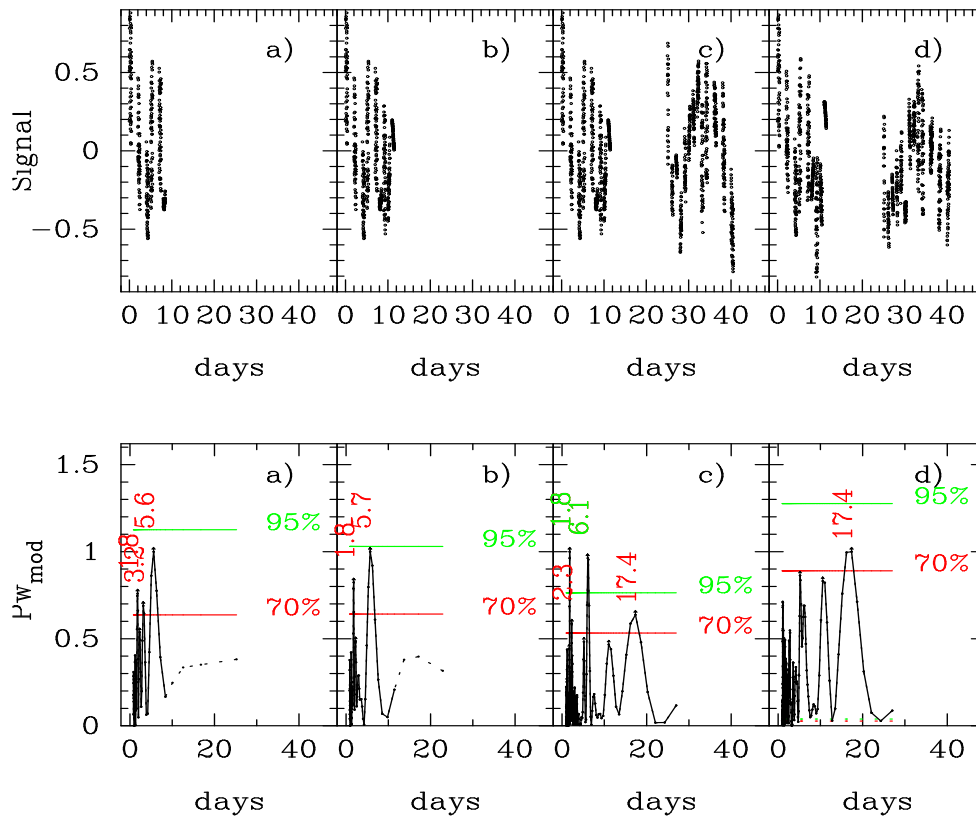 a) b) c) d)
Signal
0.5
0
−0.5
0 10 20 30 40 0 10 20 30 40 0 10 20 30 40 0 10 20 30 40
days days days days
a) b) c) d)
Pw_mod
1.5
1
0.5
0
1.8 3.2 5.6 95% 70%
1.8 5.7 95% 70%
1.8 2.3 6.1 17.4 95% 70%
17.4 95% 70%
0 20 40 0 20 40 0 20 40 0 20 40
days days days days